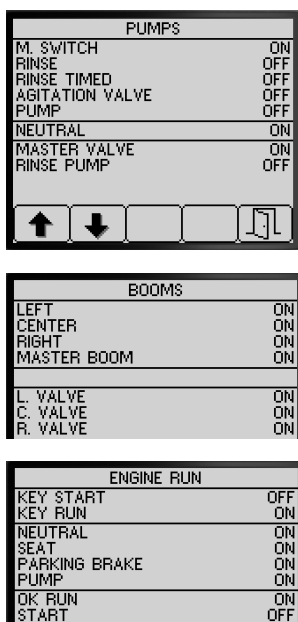 PUMPS
M. SWITCH ON
RINSE OFF
RINSE TIMED OFF
AGITATION VALVE OFF
PUMP OFF
NEUTRAL ON
MASTER VALVE ON
RINSE PUMP OFF
BOOMS
LEFT ON
CENTER ON
RIGHT ON
MASTER BOOM ON
L. VALVE ON
C. VALVE ON
R. VALVE ON
ENGINE RUN
KEY START OFF
KEY RUN ON
NEUTRAL ON
SEAT ON
PARKING BRAKE ON
PUMP ON
OK RUN ON
START OFF